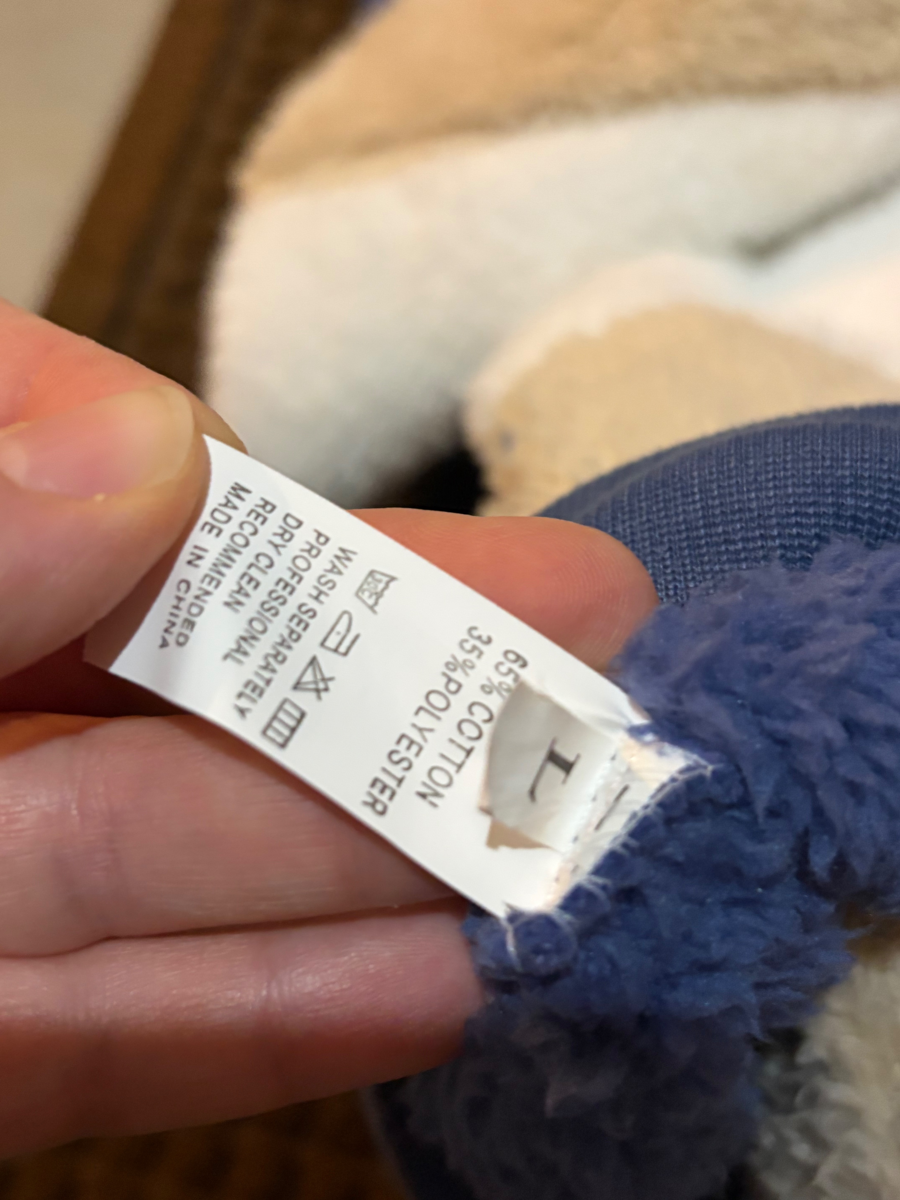 L
65% COTTON
35%POLYESTER
WASH SEPARATELY
PROFESSIONAL
DRY CLEAN
RECOMMENDED
MADE IN CHINA